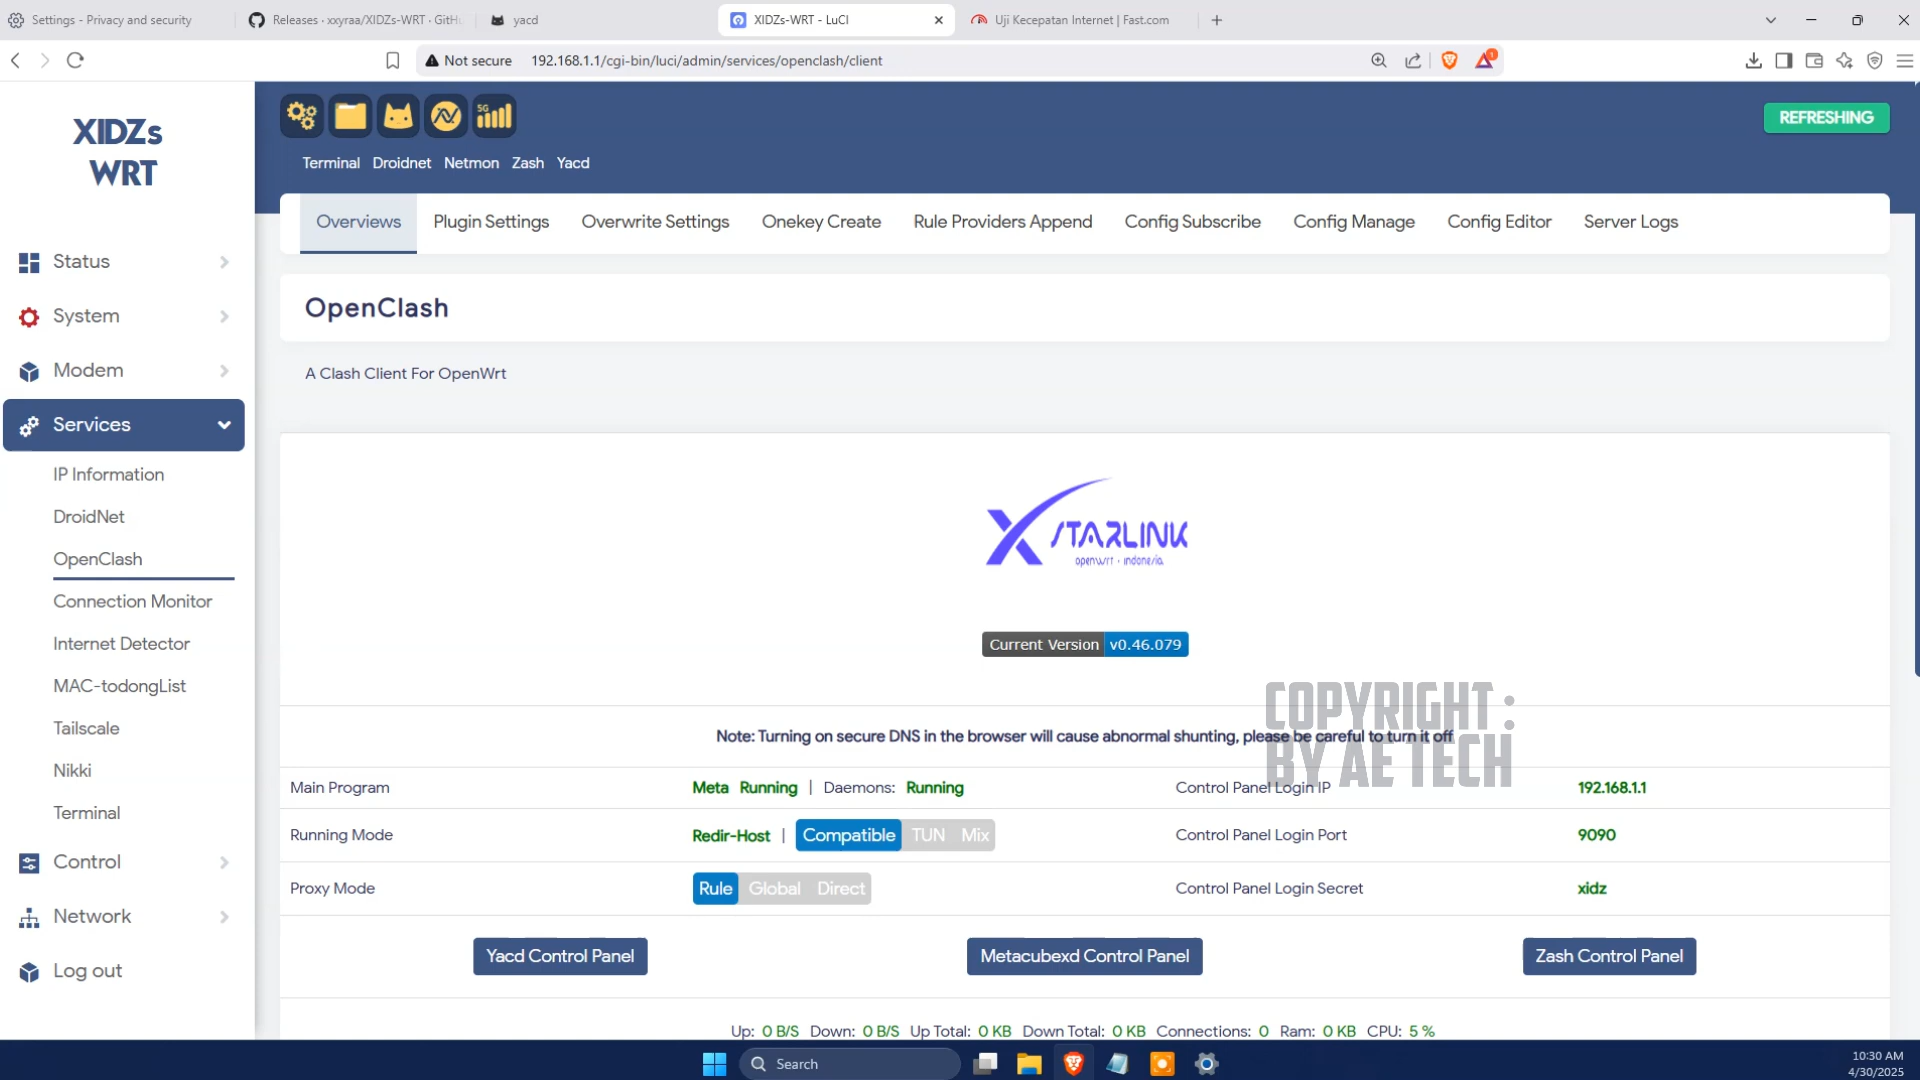 Settings - Privacy and security
Releases · xxyraa/XIDZs-WRT · GitHu
yacd
XIDZs-WRT - LuCI
Uji Kecepatan Internet | Fast.com
Not secure
192.168.1.1/cgi-bin/luci/admin/services/openclash/client
1
XIDZs
WRT
5G
REFRESHING
Terminal Droidnet Netmon Zash Yacd
Overviews Plugin Settings Overwrite Settings Onekey Create Rule Providers Append Config Subscribe Config Manage Config Editor Server Logs
Status
System
Modem
Services
IP Information
DroidNet
OpenClash
Connection Monitor
Internet Detector
MAC-todongList
Tailscale
Nikki
Terminal
Control
Network
Log out
OpenClash
A Clash Client For OpenWrt
X STARLINK
openwrt · indonesia
Current Version v0.46.079
Note: Turning on secure DNS in the browser will cause abnormal shunting, please be careful to turn it off
COPYRIGHT :
BY AE TECH
Main Program Meta Running | Daemons: Running Control Panel Login IP 192.168.1.1
Running Mode Redir-Host | Compatible TUN Mix Control Panel Login Port 9090
Proxy Mode Rule Global Direct Control Panel Login Secret xidz
Yacd Control Panel Metacubexd Control Panel Zash Control Panel
Up: 0 B/S Down: 0 B/S Up Total: 0 KB Down Total: 0 KB Connections: 0 Ram: 0 KB CPU: 5 %
Search
10:30 AM
4/30/2025